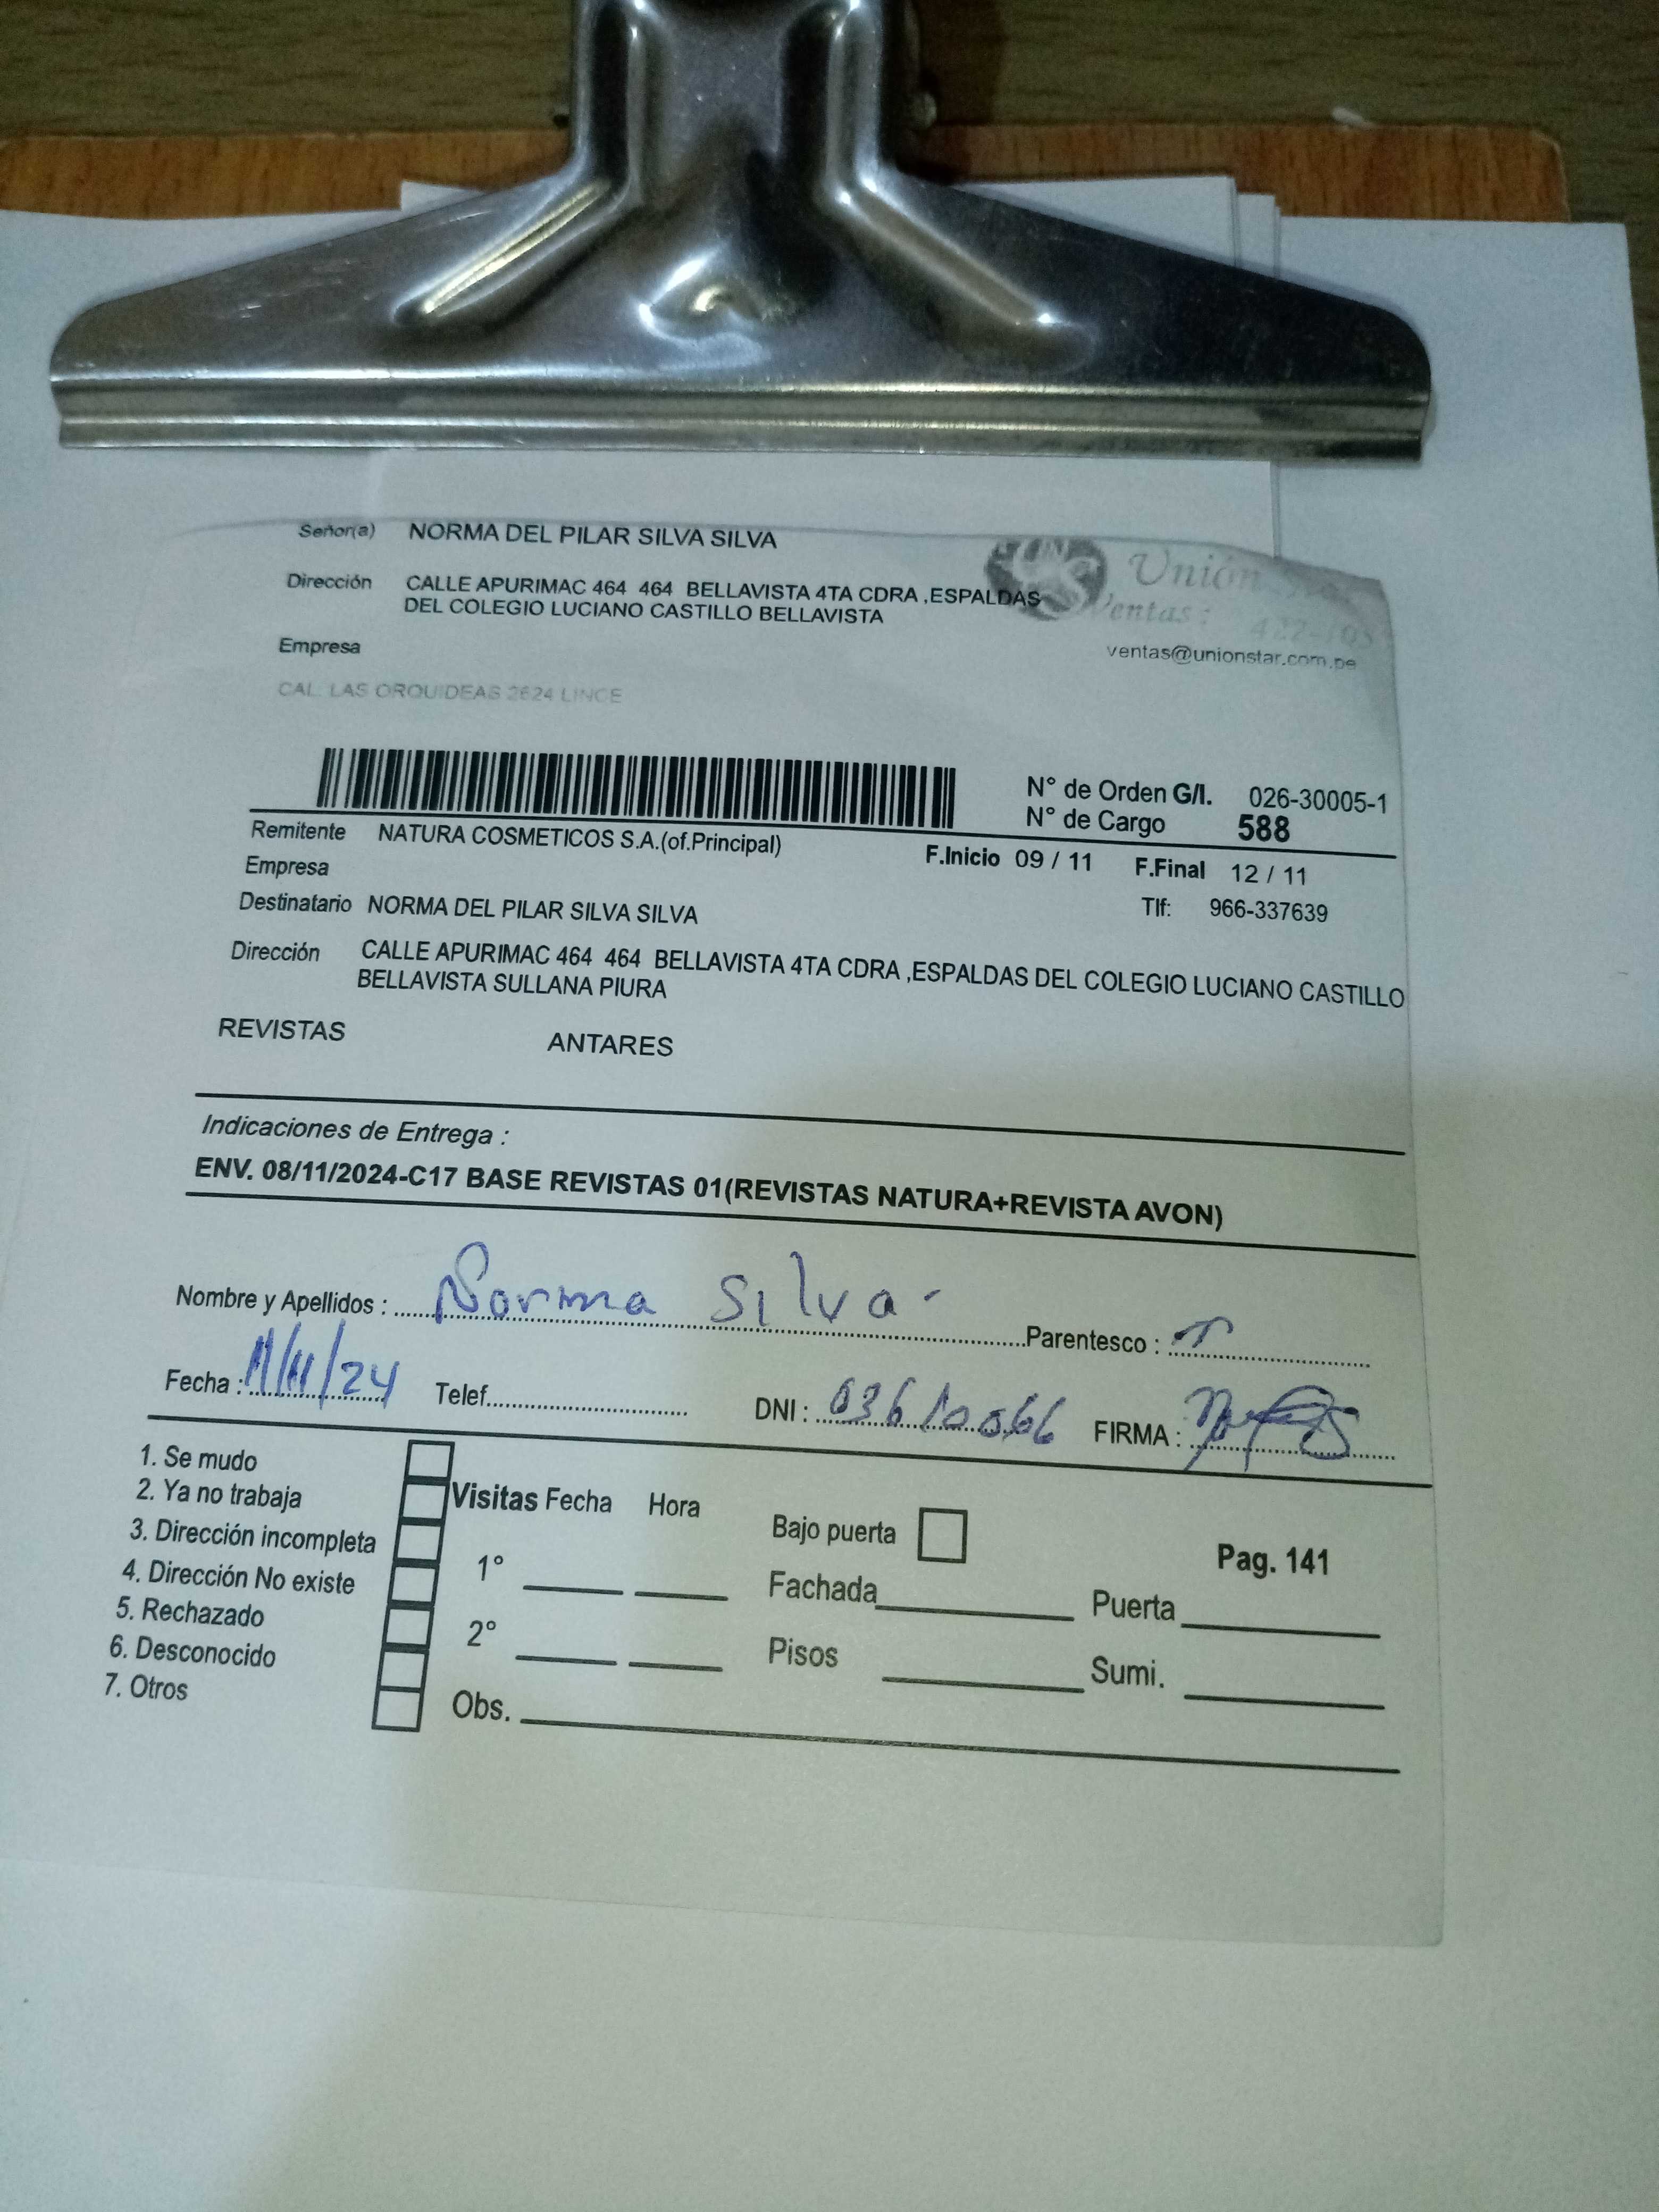 Señor(a) NORMA DEL PILAR SILVA SILVA
Dirección CALLE APURIMAC 464 464 BELLAVISTA 4TA CDRA ,ESPALDAS
DEL COLEGIO LUCIANO CASTILLO BELLAVISTA
Unión
Ventas:
Empresa
ventas@unionstar.com.pe
CAL. LAS ORQUIDEAS 2624 LINCE
N° de Orden G/I. 026-30005-1
N° de Cargo 588
Remitente NATURA COSMETICOS S.A.(of.Principal)
F.Inicio 09 / 11 F.Final 12 / 11
Empresa
Destinatario NORMA DEL PILAR SILVA SILVA
Tlf: 966-337639
Dirección CALLE APURIMAC 464 464 BELLAVISTA 4TA CDRA ,ESPALDAS DEL COLEGIO LUCIANO CASTILLO
BELLAVISTA SULLANA PIURA
REVISTAS ANTARES
Indicaciones de Entrega :
ENV. 08/11/2024-C17 BASE REVISTAS 01(REVISTAS NATURA+REVISTA AVON)
Nombre y Apellidos : Norma Silva Parentesco : T
Fecha : 11/11/24 Telef. DNI : 03610066 FIRMA :
1. Se mudo
2. Ya no trabaja
3. Dirección incompleta
4. Dirección No existe
5. Rechazado
6. Desconocido
7. Otros
Visitas Fecha Hora
1°
2°
Obs.
Bajo puerta
Pag. 141
Fachada Puerta
Pisos Sumi.